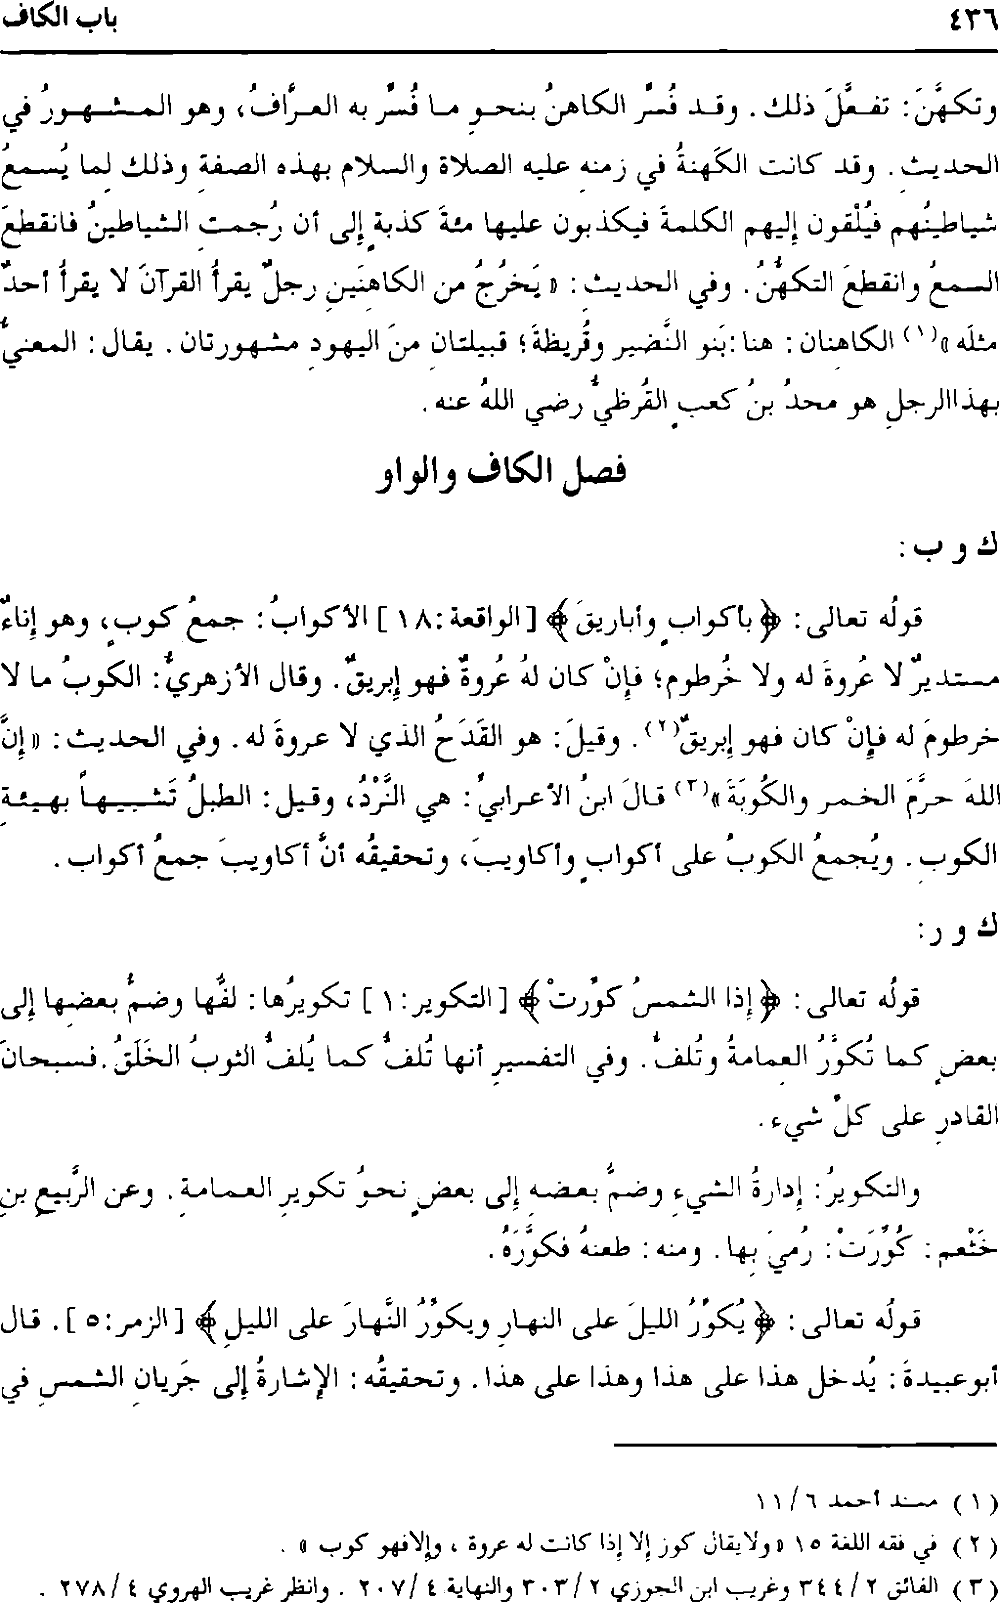 ٤٣٦ باب الكاف
وتكهَّنَ: تفعَّلَ ذلك. وقد فُسِّر الكاهنُ بنحوِ ما فُسِّر به العرَّافُ، وهو المشهورُ في
الحديثِ. وقد كانت الكَهنةُ في زمنهِ عليه الصلاة والسلام بهذه الصفةِ وذلك لِما يُسمعُ
شياطينُهم فيُلْقون إليهم الكلمةَ فيكذبون عليها مئةَ كذبةٍ إلى أن رُجمتِ الشياطينُ فانقطعَ
السمعُ وانقطعَ التكهُّنُ. وفي الحديثِ: « يَخرُجُ من الكاهنَينِ رجلٌ يقرأُ القرآنَ لا يقرأُ أحدٌ
مثلَه »(١) الكاهنان: هنا:بَنو النَّضير وقُريظةَ؛ قبيلتانِ منَ اليهودِ مشهورتان. يقال: المعنيُّ
بهذاالرجلِ هو محمدُ بنُ كعبٍ القُرظيُّ رضي اللهُ عنه.
فصل الكاف والواو
ك و ب:
قولُه تعالى: ﴿ بأكوابٍ وأباريقَ ﴾ [ الواقعة:١٨ ] الأكوابُ: جمعُ كوبٍ، وهو إناءٌ
مستديرٌ لا عُروةَ له ولا خُرطوم؛ فإنْ كان لهُ عُروةٌ فهو إبريقٌ. وقال الأزهريُّ: الكوبُ ما لا
خرطومَ له فإنْ كان فهو إبريقٌ(٢). وقيلَ: هو القَدَحُ الذي لا عروةَ له. وفي الحديث: « إنَّ
اللهَ حرَّمَ الخمر والكُوبَةَ »(٣) قالَ ابنُ الأعرابيِّ: هي النَّرْدُ، وقيل: الطبلُ تَشبيهاً بهيئةِ
الكوبِ. ويُجمعُ الكوبُ على أكوابٍ وأكاويبَ، وتحقيقُه أنَّ أكاويبَ جمعُ أكواب.
ك و ر:
قولُه تعالى: ﴿ إذا الشمسُ كوِّرتْ ﴾ [ التكوير:١ ] تكويرُها: لفُّها وضمُّ بعضِها إلى
بعضٍ كما تُكوَّرُ العِمامةُ وتُلفُّ. وفي التفسيرِ أنها تُلفُّ كما يُلفُّ الثوبُ الخَلَقُ.فسبحانَ
القادرِ على كلِّ شيء.
والتكويرُ: إدارةُ الشيءِ وضمُّ بعضهِ إلى بعضٍ نحوُ تكويرِ العمامةِ. وعن الرَّبيعِ بنِ
خَثْعم: كُوِّرَتْ: رُميَ بِها. ومنه: طعنهُ فكوَّرَهُ.
قولُه تعالى: ﴿ يُكوِّرُ الليلَ على النهارِ ويكوِّرُ النَّهارَ على الليلِ ﴾ [ الزمر:٥ ]. قال
أبوعبيدةَ: يُدخل هذا على هذا وهذا على هذا. وتحقيقُه: الإشارةُ إلى جَريانِ الشمسِ في
(١) مسند أحمد ٦/ ١١
(٢) في فقه اللغة ١٥ « ولايقال كوز إلا إذا كانت له عروة ، وإلافهو كوب » .
(٣) الفائق ٢/ ٣٤٤ وغريب ابن الجوزي ٢/ ٣٠٣ والنهاية ٤/ ٢٠٧ . وانظر غريب الهروي ٤/ ٢٧٨ .